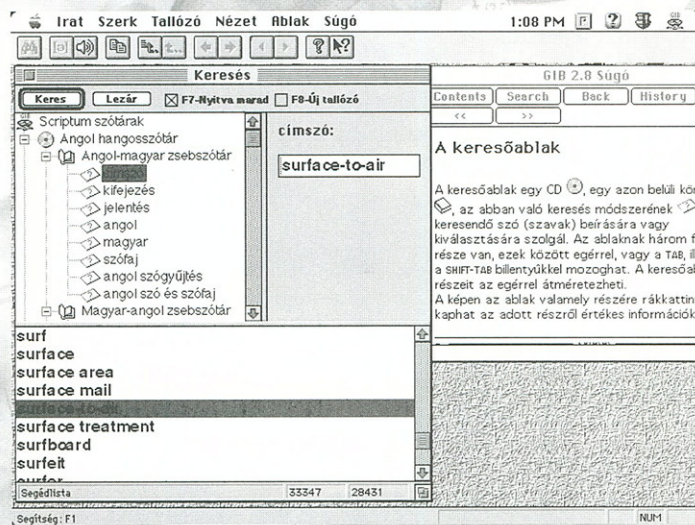 Irat Szerk Tallózó Nézet Ablak Súgó 1:08 PM
Keresés
Keres Lezár F7-Nyitva marad F8-Új tallózó
Scriptum szótárak
Angol hangosszótár
Angol-magyar zsebszótár
címszó
kifejezés
jelentés
angol
magyar
szófaj
angol szógyűjtés
angol szó és szófaj
Magyar-angol zsebszótár
címszó:
surface-to-air
surf
surface
surface area
surface mail
surface-to-air
surface treatment
surfboard
surfeit
surfer
Segédlista 33347 28431
Segítség: F1
NUM
GIB 2.8 Súgó
Contents Search Back History
<< >>
A keresőablak
A keresőablak egy CD, egy azon belüli
, az abban való keresés módszerének
keresendő szó (szavak) beírására vagy
kiválasztására szolgál. Az ablaknak három
része van, ezek között egérrel, vagy a TAB,
a SHIFT-TAB billentyűkkel mozoghat. A
részeit az egérrel átméretezheti.
A képen az ablak valamely részére
kaphat az adott részről értékes